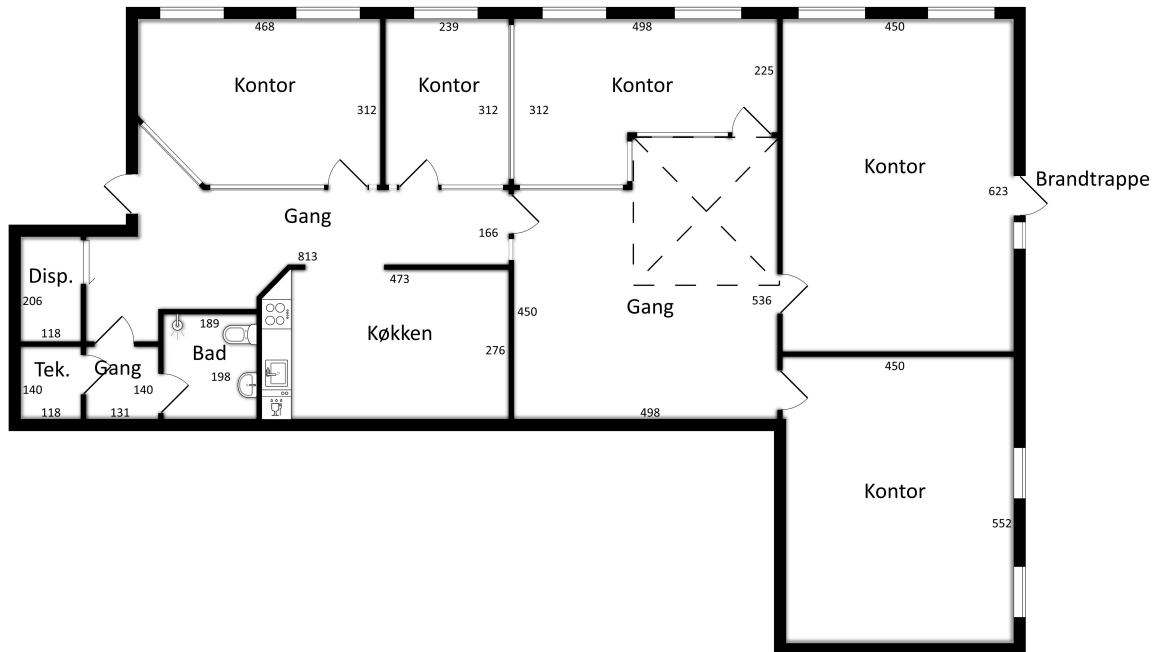 468
239
498
450
Kontor
Kontor
Kontor
225
312
312
312
Kontor
Brandtrappe
623
Gang
166
813
473
Disp.
206
118
189
Køkken
450
Gang
536
276
Bad
198
Tek.
Gang
140
140
118
131
498
450
Kontor
552